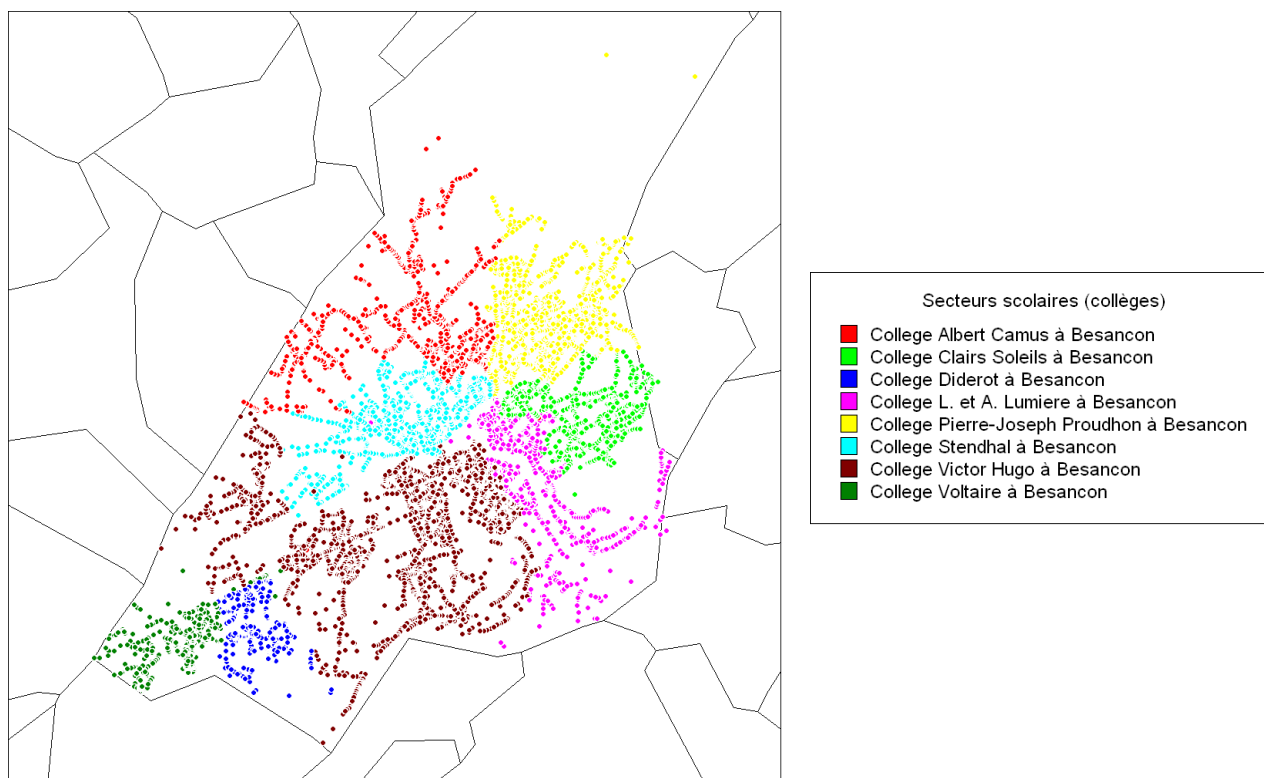 Secteurs scolaires (collèges)
College Albert Camus à Besancon
College Clairs Soleils à Besancon
College Diderot à Besancon
College L. et A. Lumiere à Besancon
College Pierre-Joseph Proudhon à Besancon
College Stendhal à Besancon
College Victor Hugo à Besancon
College Voltaire à Besancon